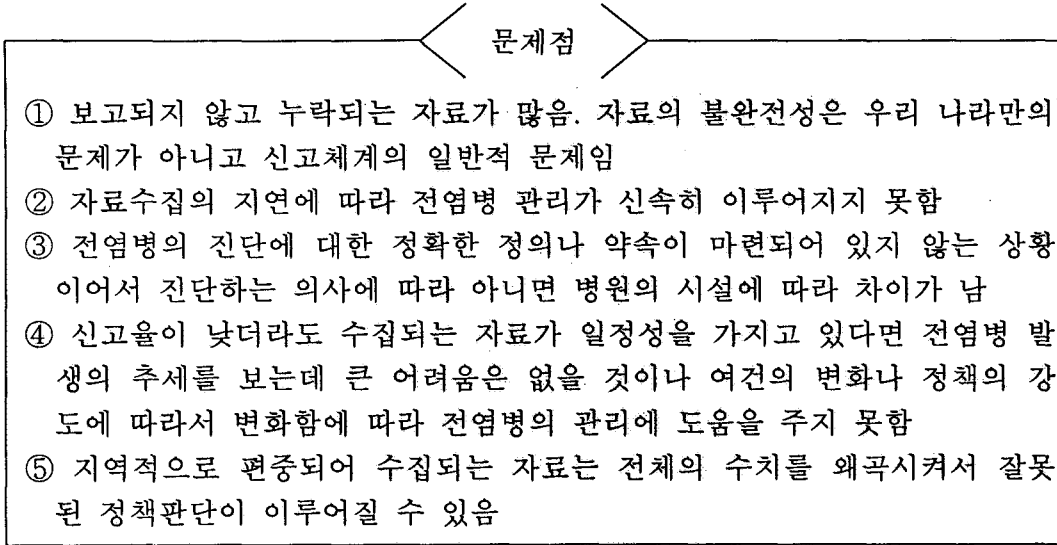 문제점
① 보고되지 않고 누락되는 자료가 많음. 자료의 불완전성은 우리 나라만의
문제가 아니고 신고체계의 일반적 문제임
② 자료수집의 지연에 따라 전염병 관리가 신속히 이루어지지 못함
③ 전염병의 진단에 대한 정확한 정의나 약속이 마련되어 있지 않는 상황
이어서 진단하는 의사에 따라 아니면 병원의 시설에 따라 차이가 남
④ 신고율이 낮더라도 수집되는 자료가 일정성을 가지고 있다면 전염병 발
생의 추세를 보는데 큰 어려움은 없을 것이나 여건의 변화나 정책의 강
도에 따라서 변화함에 따라 전염병의 관리에 도움을 주지 못함
⑤ 지역적으로 편중되어 수집되는 자료는 전체의 수치를 왜곡시켜서 잘못
된 정책판단이 이루어질 수 있음